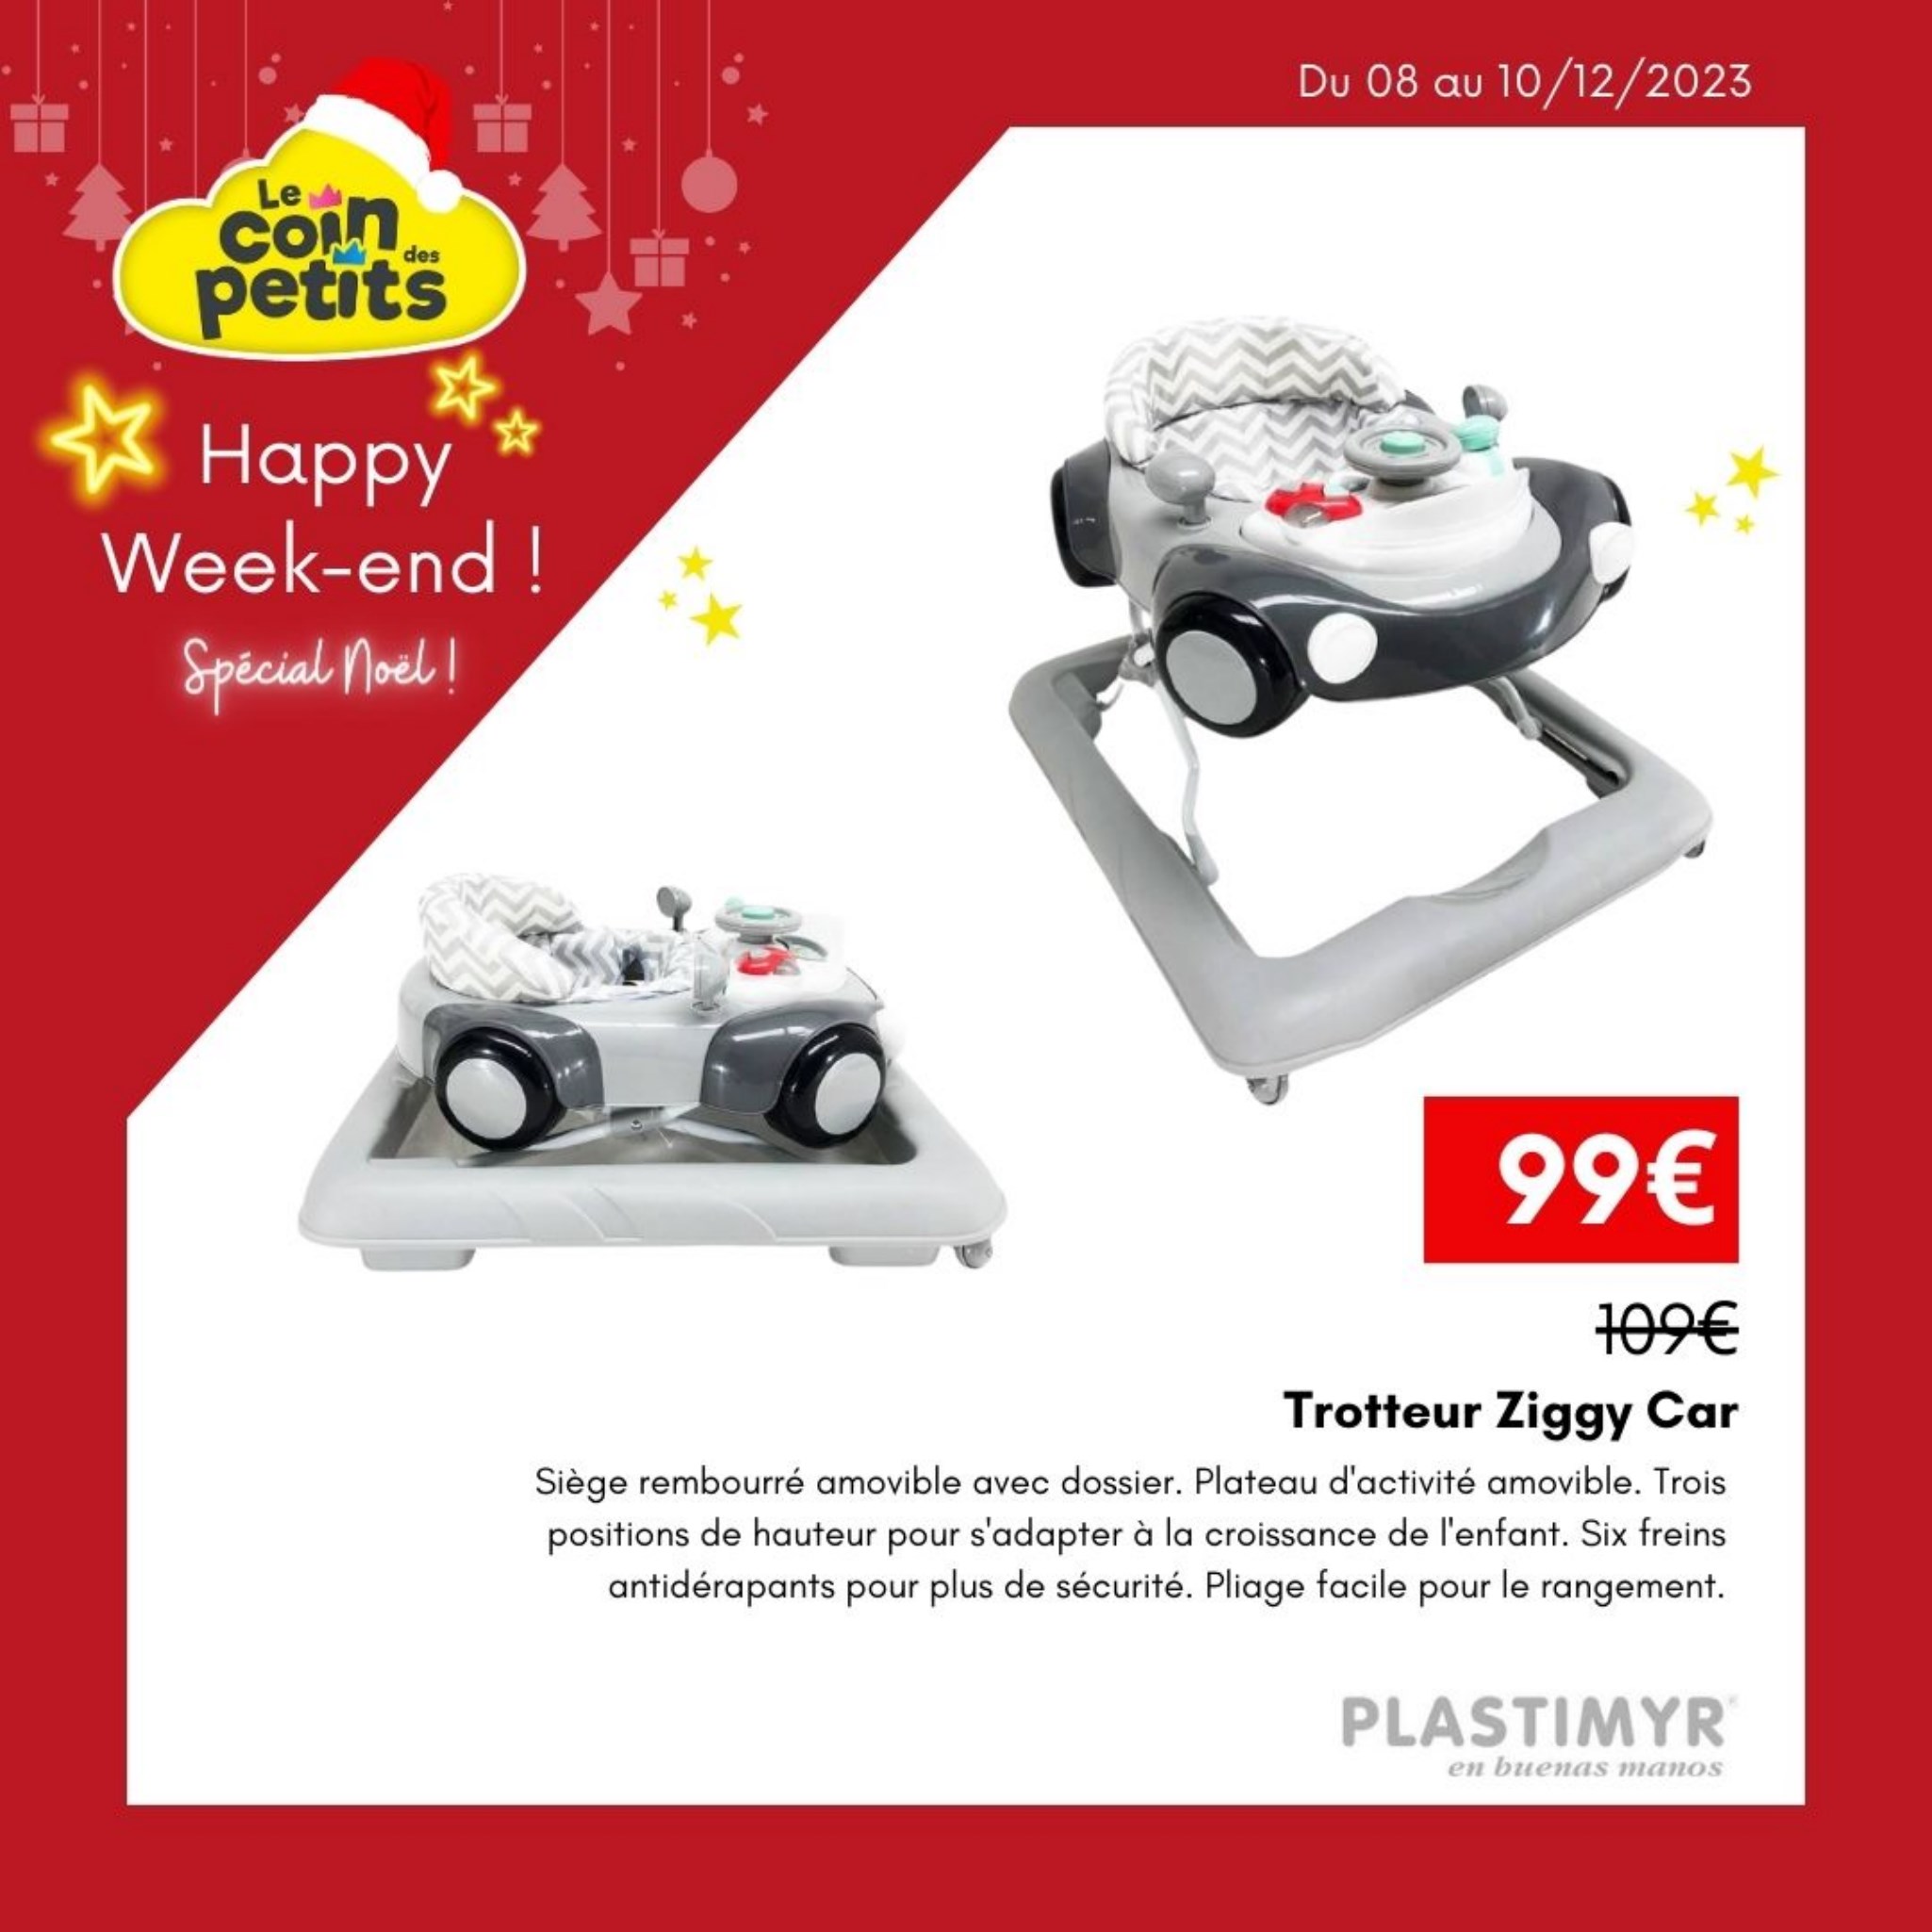 Du 08 au 10/12/2023
Le
coin
des
petits
Happy
Week-end !
Spécial Noël !
99€
109€
Trotteur Ziggy Car
Siège rembourré amovible avec dossier. Plateau d'activité amovible. Trois
positions de hauteur pour s'adapter à la croissance de l'enfant. Six freins
antidérapants pour plus de sécurité. Pliage facile pour le rangement.
PLASTIMYR
en buenas manos